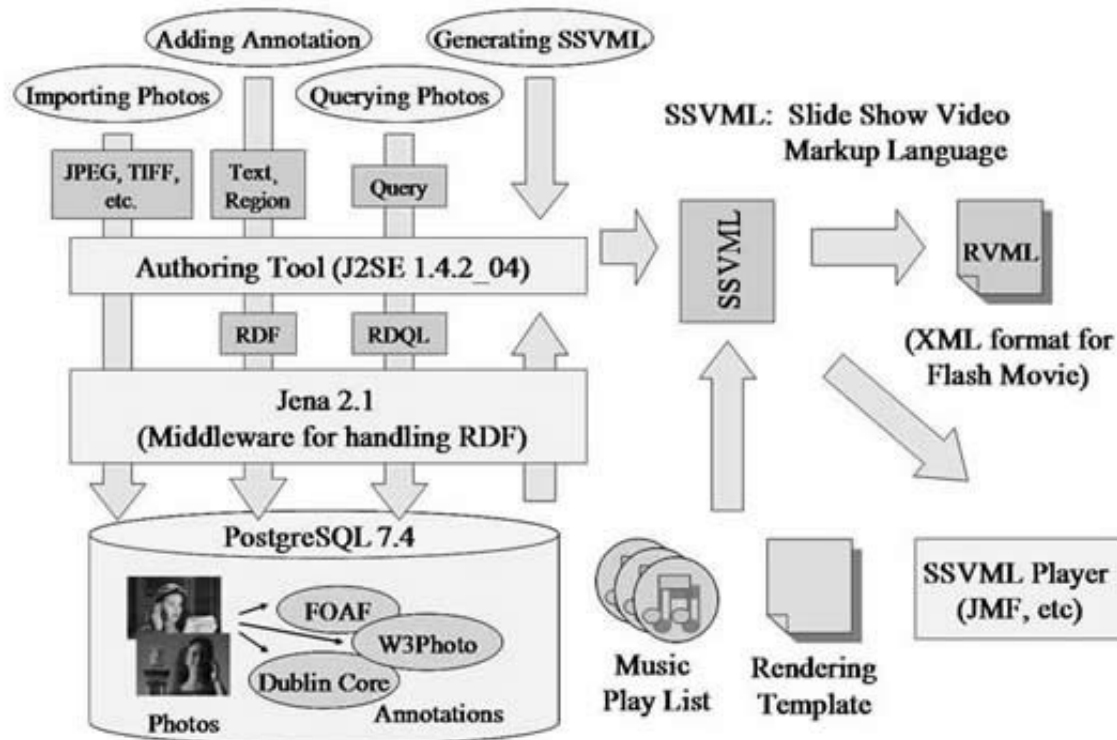 Adding Annotation
Generating SSVML
Importing Photos
Querying Photos
SSVML: Slide Show Video
Markup Language
JPEG, TIFF,
etc.
Text,
Region
Query
Authoring Tool (J2SE 1.4.2_04)
SSVML
RVML
(XML format for
Flash Movie)
RDF
RDQL
Jena 2.1
(Middleware for handling RDF)
PostgreSQL 7.4
FOAF
W3Photo
Dublin Core
Photos
Annotations
Music
Play List
Rendering
Template
SSVML Player
(JMF, etc)